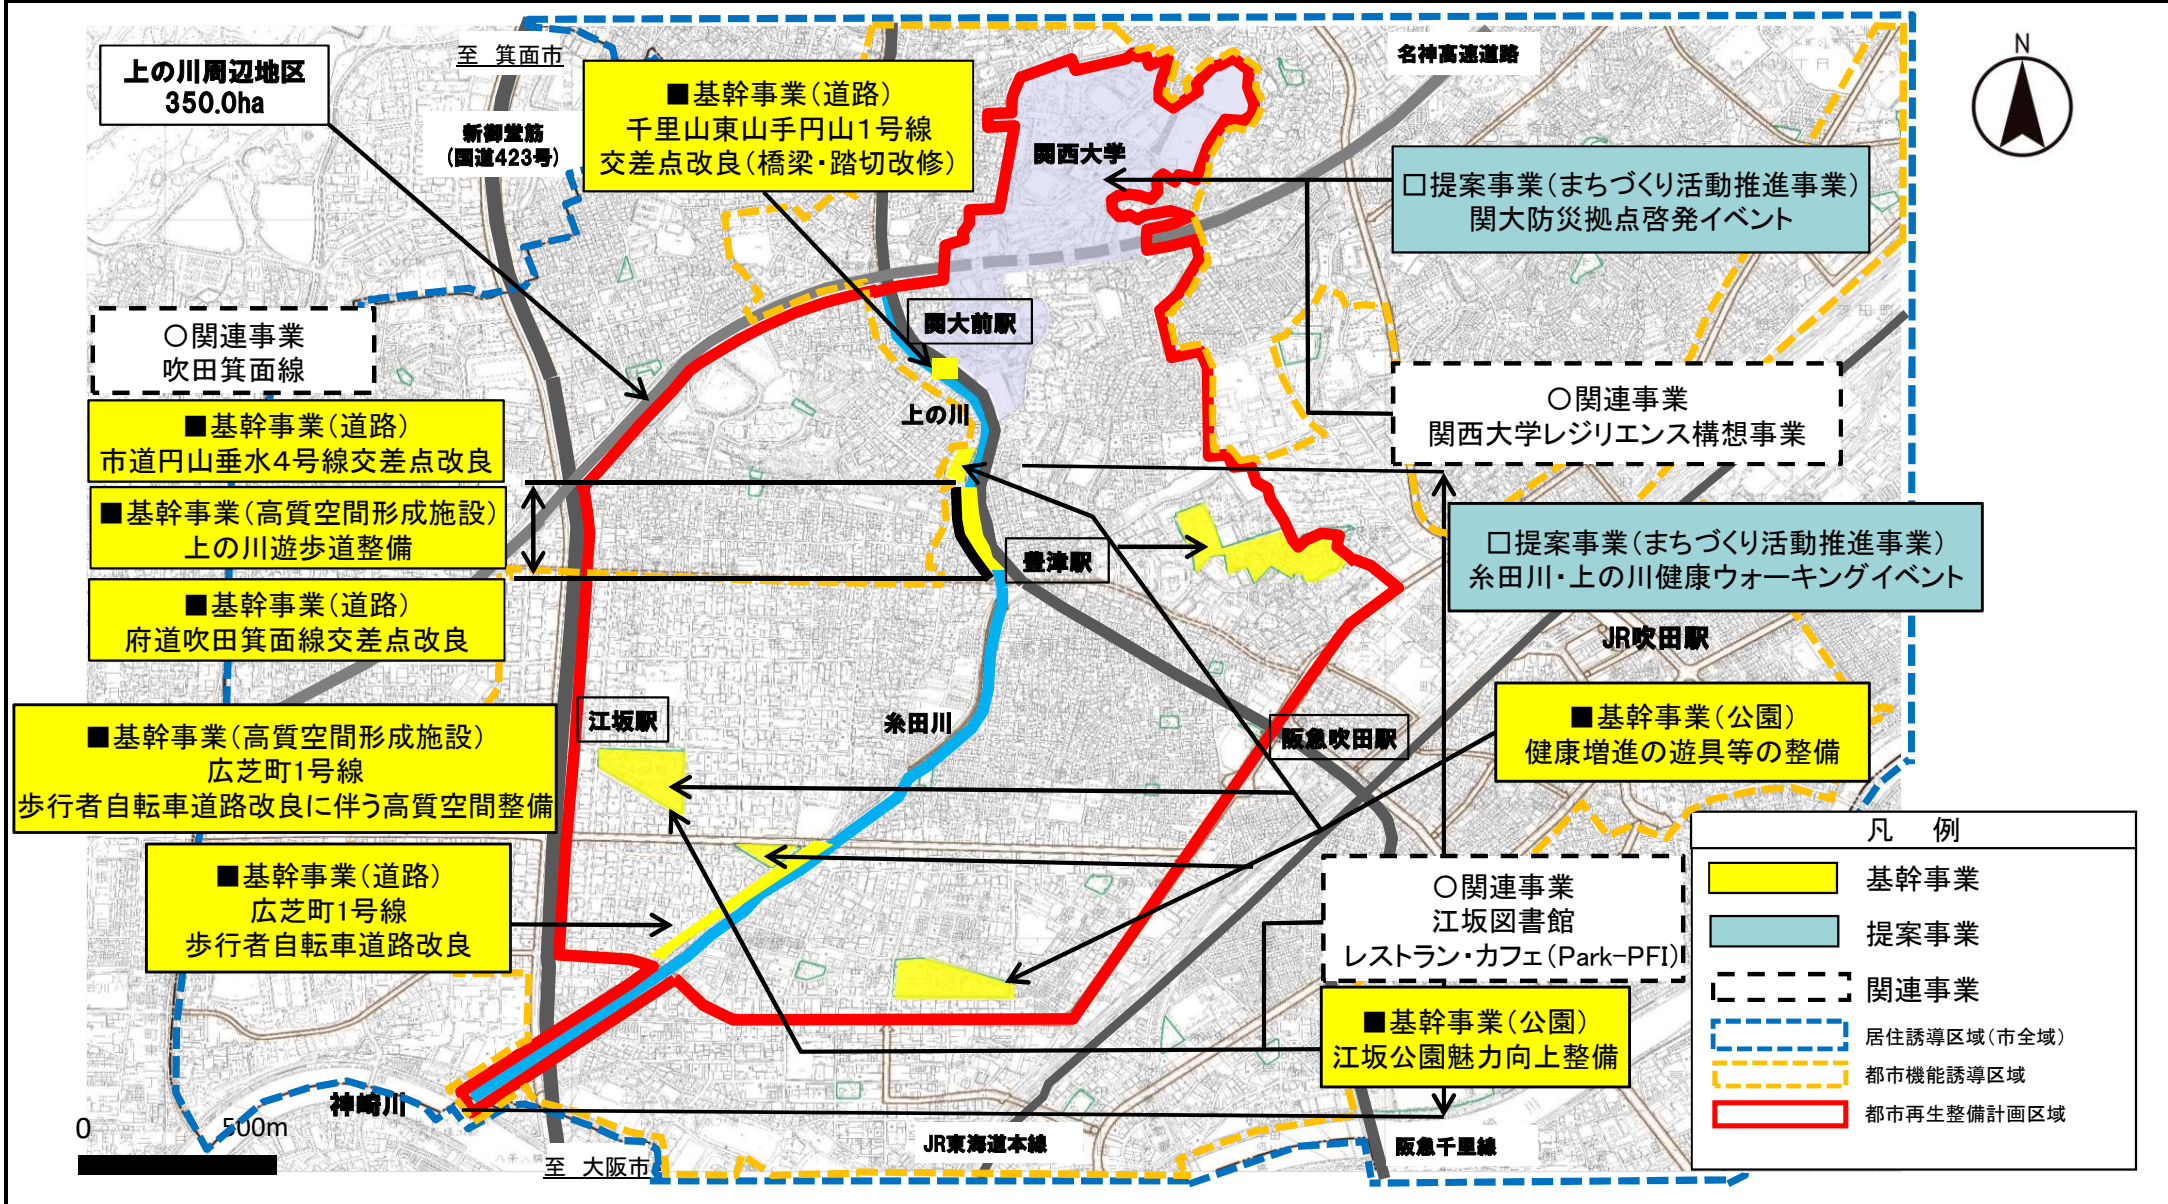 上の川周辺地区
350.0ha
至 箕面市
新御堂筋
(国道423号)
■基幹事業(道路)
千里山東山手円山1号線
交差点改良(橋梁・踏切改修)
名神高速道路
N
関西大学
□提案事業(まちづくり活動推進事業)
関大防災拠点啓発イベント
○関連事業
吹田箕面線
関大前駅
上の川
○関連事業
関西大学レジリエンス構想事業
■基幹事業(道路)
市道円山垂水4号線交差点改良
■基幹事業(高質空間形成施設)
上の川遊歩道整備
■基幹事業(道路)
府道吹田箕面線交差点改良
豊津駅
□提案事業(まちづくり活動推進事業)
糸田川・上の川健康ウォーキングイベント
JR吹田駅
江坂駅
糸田川
阪急吹田駅
■基幹事業(公園)
健康増進の遊具等の整備
■基幹事業(高質空間形成施設)
広芝町1号線
歩行者自転車道路改良に伴う高質空間整備
■基幹事業(道路)
広芝町1号線
歩行者自転車道路改良
○関連事業
江坂図書館
レストラン・カフェ(Park-PFI)
■基幹事業(公園)
江坂公園魅力向上整備
凡 例
基幹事業
提案事業
関連事業
居住誘導区域(市全域)
都市機能誘導区域
都市再生整備計画区域
神崎川
0
500m
至 大阪市
JR東海道本線
阪急千里線